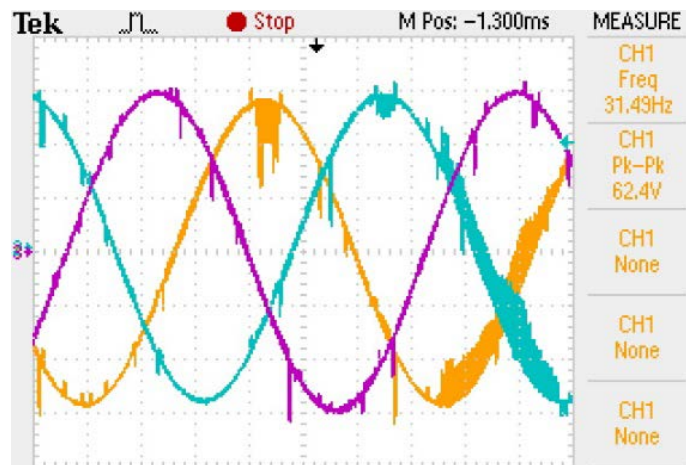 Tek Stop M Pos: -1.300ms MEASURE
CH1
Freq
31.49Hz
CH1
Pk-Pk
62.4V
CH1
None
CH1
None
CH1
None